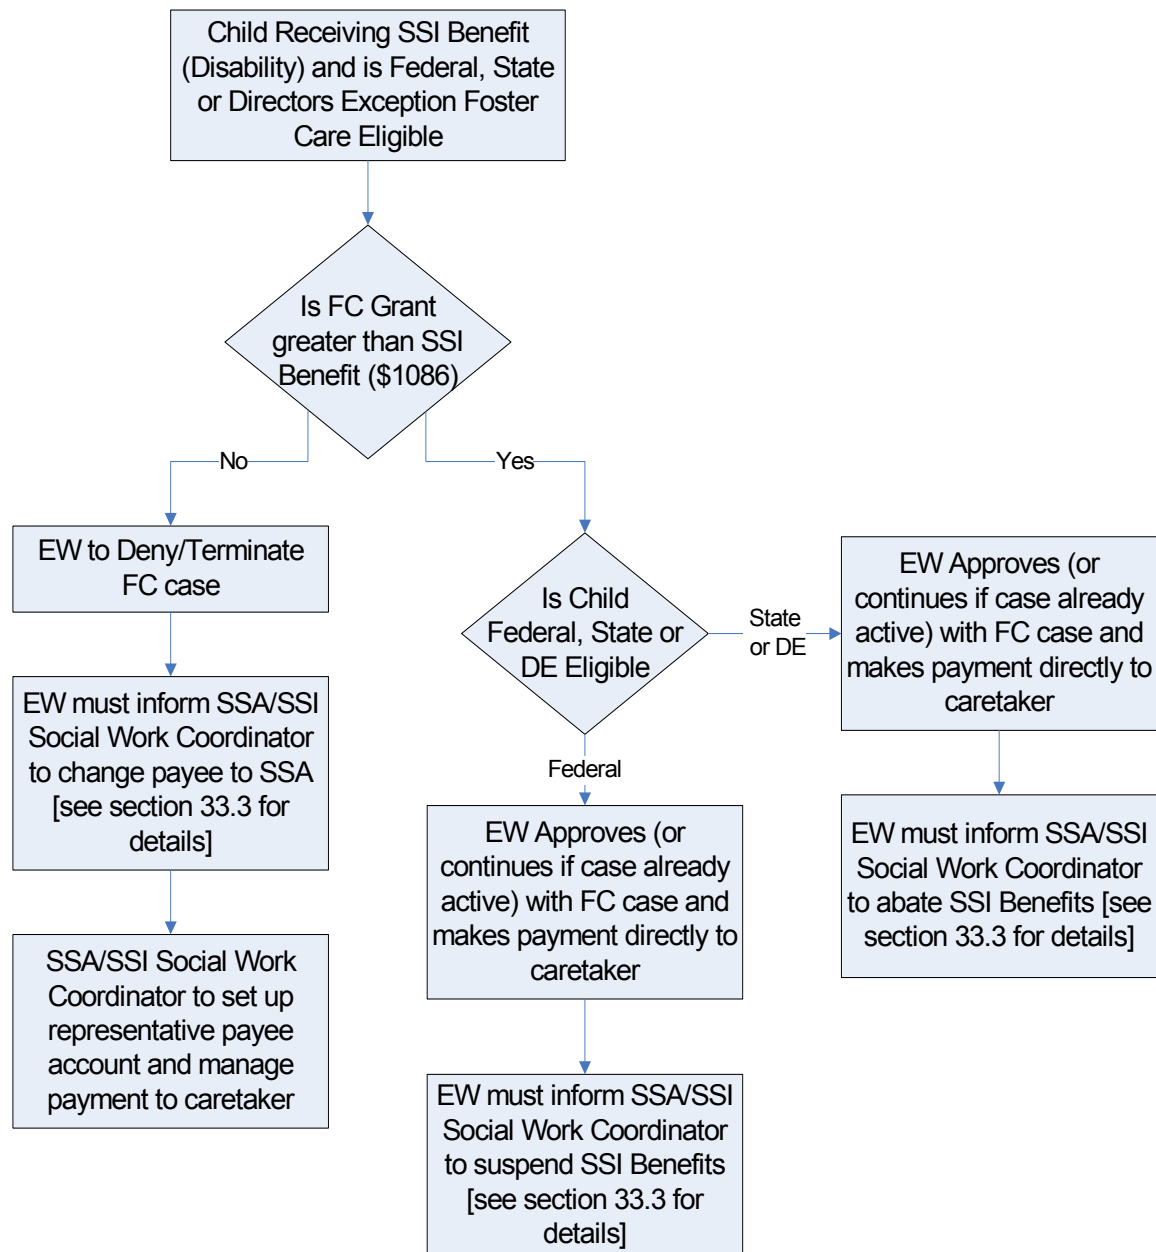 Child Receiving SSI Benefit
(Disability) and is Federal, State
or Directors Exception Foster
Care Eligible
Is FC Grant
greater than SSI
Benefit ($1086)
No
Yes
EW to Deny/Terminate
FC case
EW must inform SSA/SSI
Social Work Coordinator
to change payee to SSA
[see section 33.3 for
details]
SSA/SSI Social Work
Coordinator to set up
representative payee
account and manage
payment to caretaker
Is Child
Federal, State or
DE Eligible
State
or DE
Federal
EW Approves (or
continues if case already
active) with FC case and
makes payment directly to
caretaker
EW must inform SSA/SSI
Social Work Coordinator
to suspend SSI Benefits
[see section 33.3 for
details]
EW Approves (or
continues if case already
active) with FC case and
makes payment directly to
caretaker
EW must inform SSA/SSI
Social Work Coordinator
to abate SSI Benefits [see
section 33.3 for details]